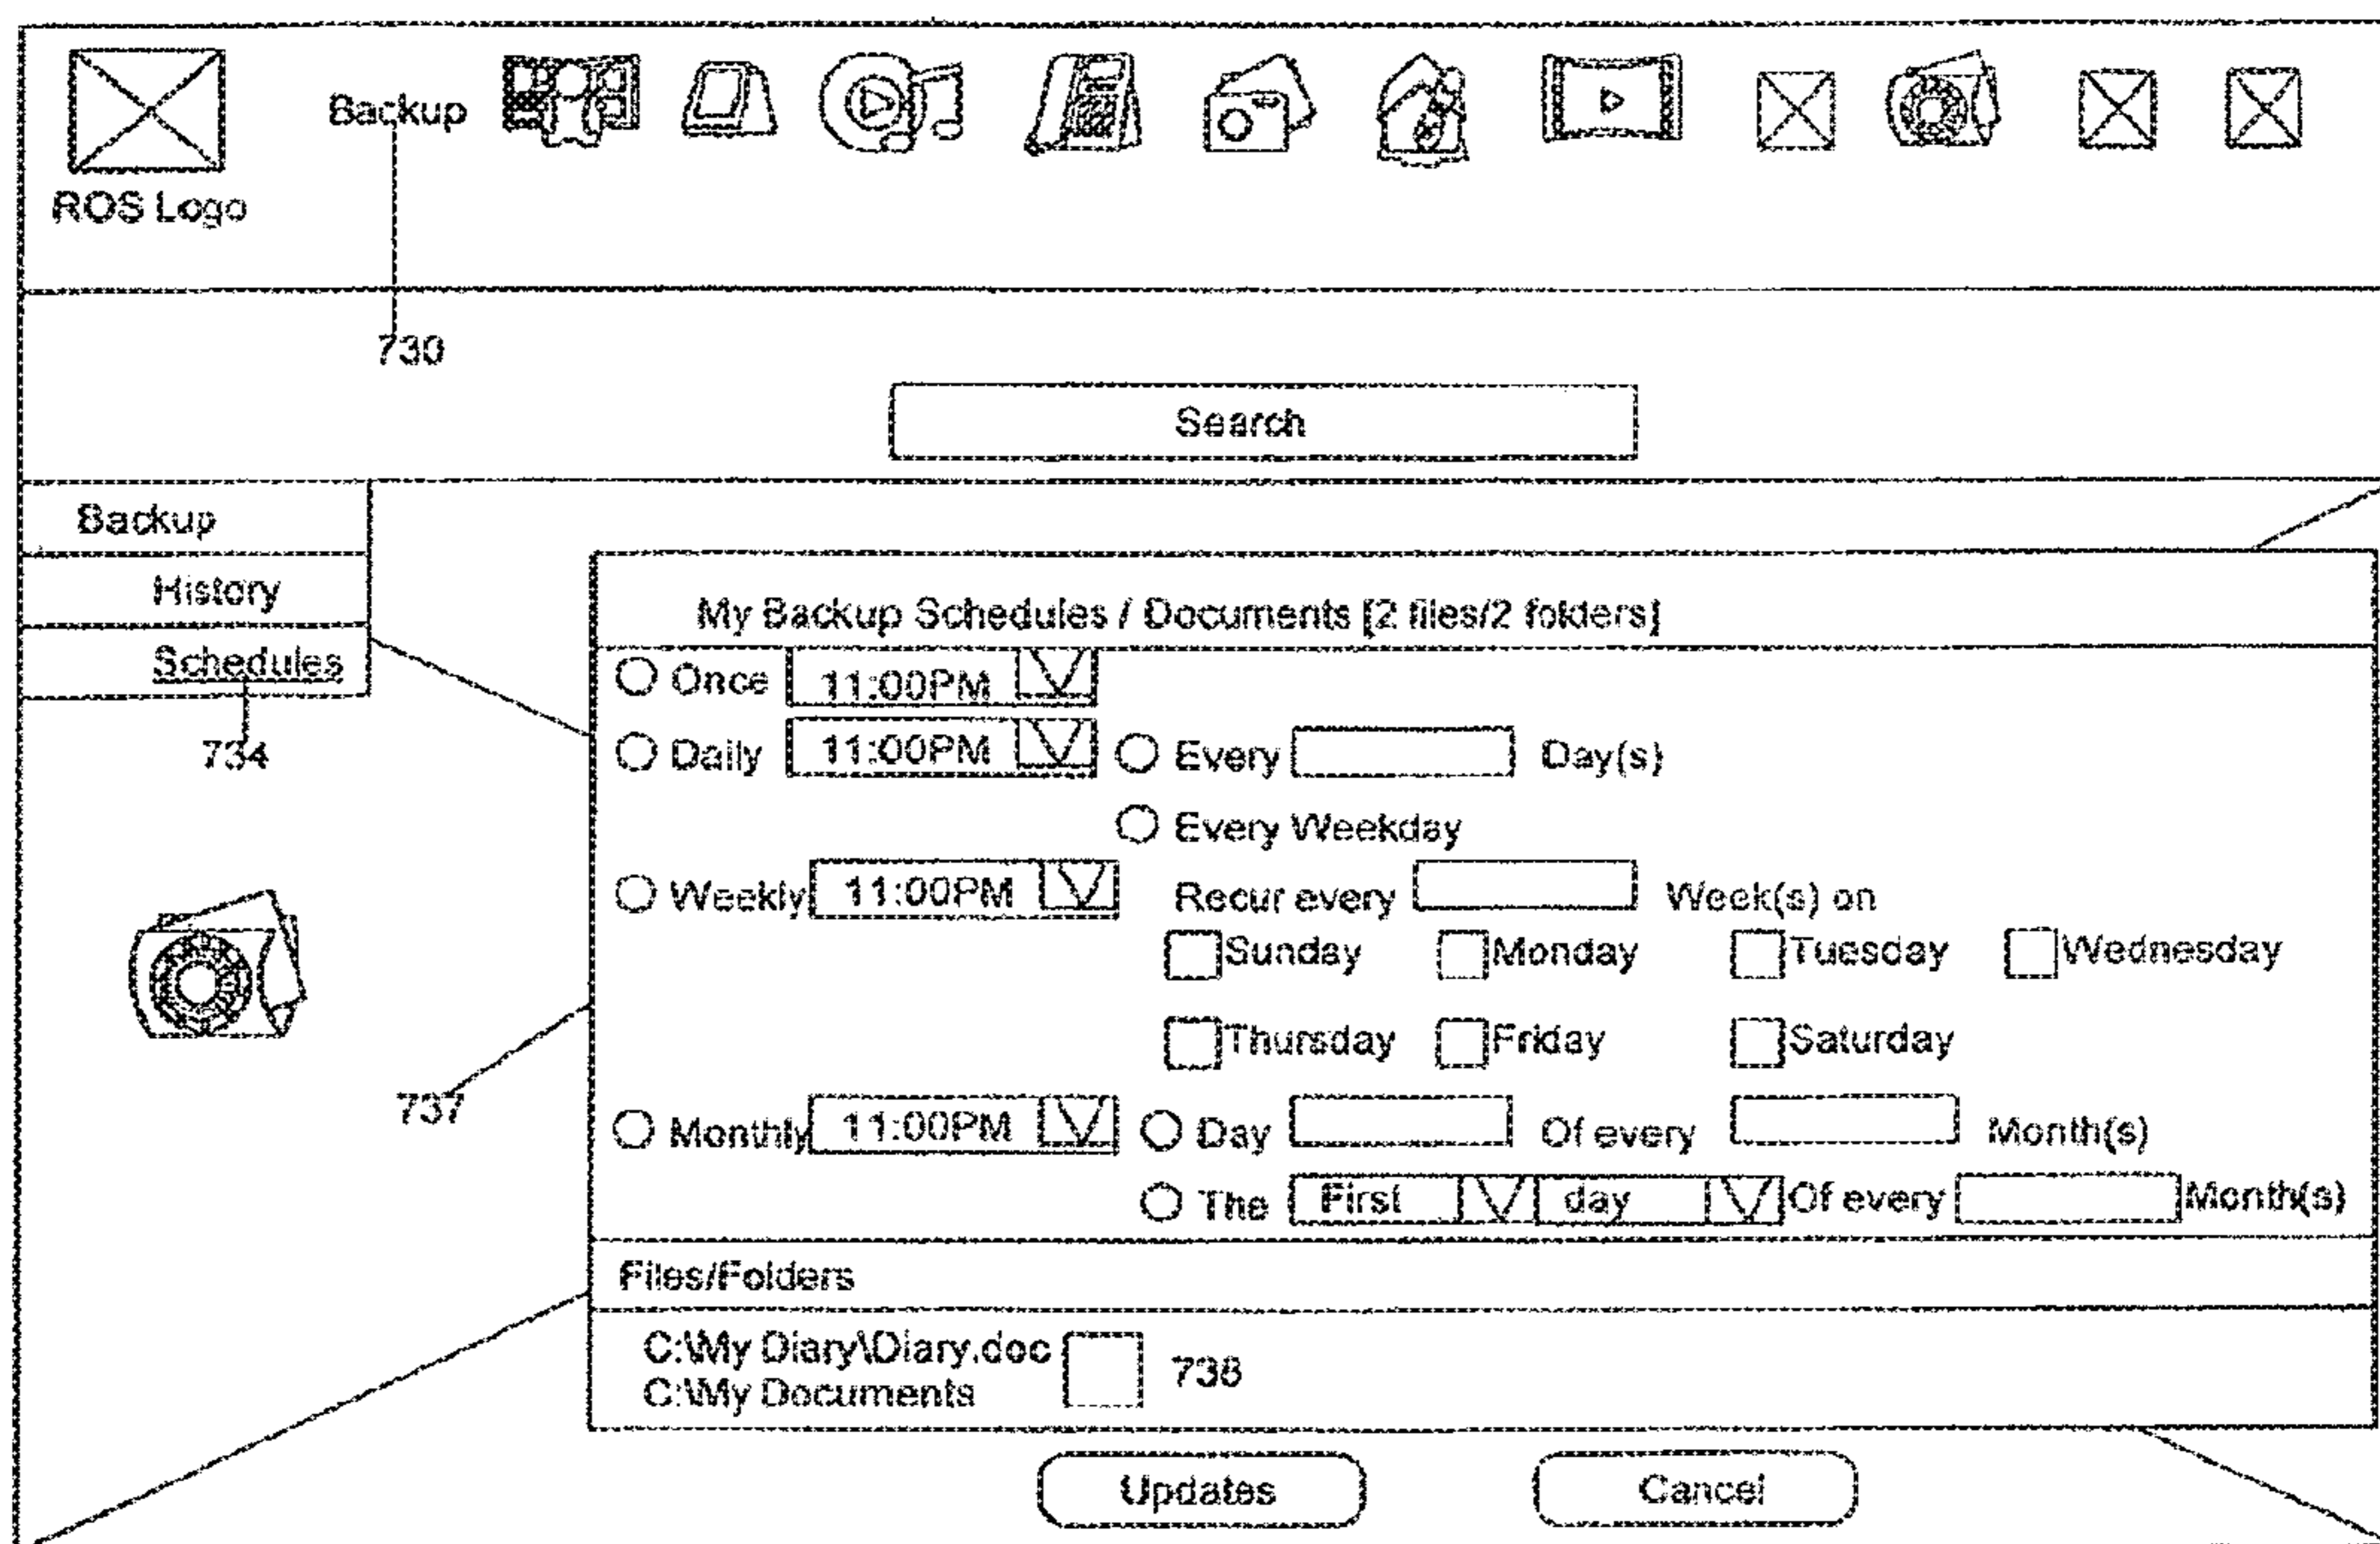 Backup
ROS Logo
730
Search
Backup
History
Schedules
734
My Backup Schedules / Documents [2 files/2 folders]
Once 11:00PM
Daily 11:00PM Every Day(s)
Every Weekday
Weekly 11:00PM Recur every Week(s) on
Sunday Monday Tuesday Wednesday
Thursday Friday Saturday
737
Monthly 11:00PM Day Of every Month(s)
The First day Of every Month(s)
Files/Folders
C:\My Diary\Diary.doc
738
C:\My Documents
Updates Cancel